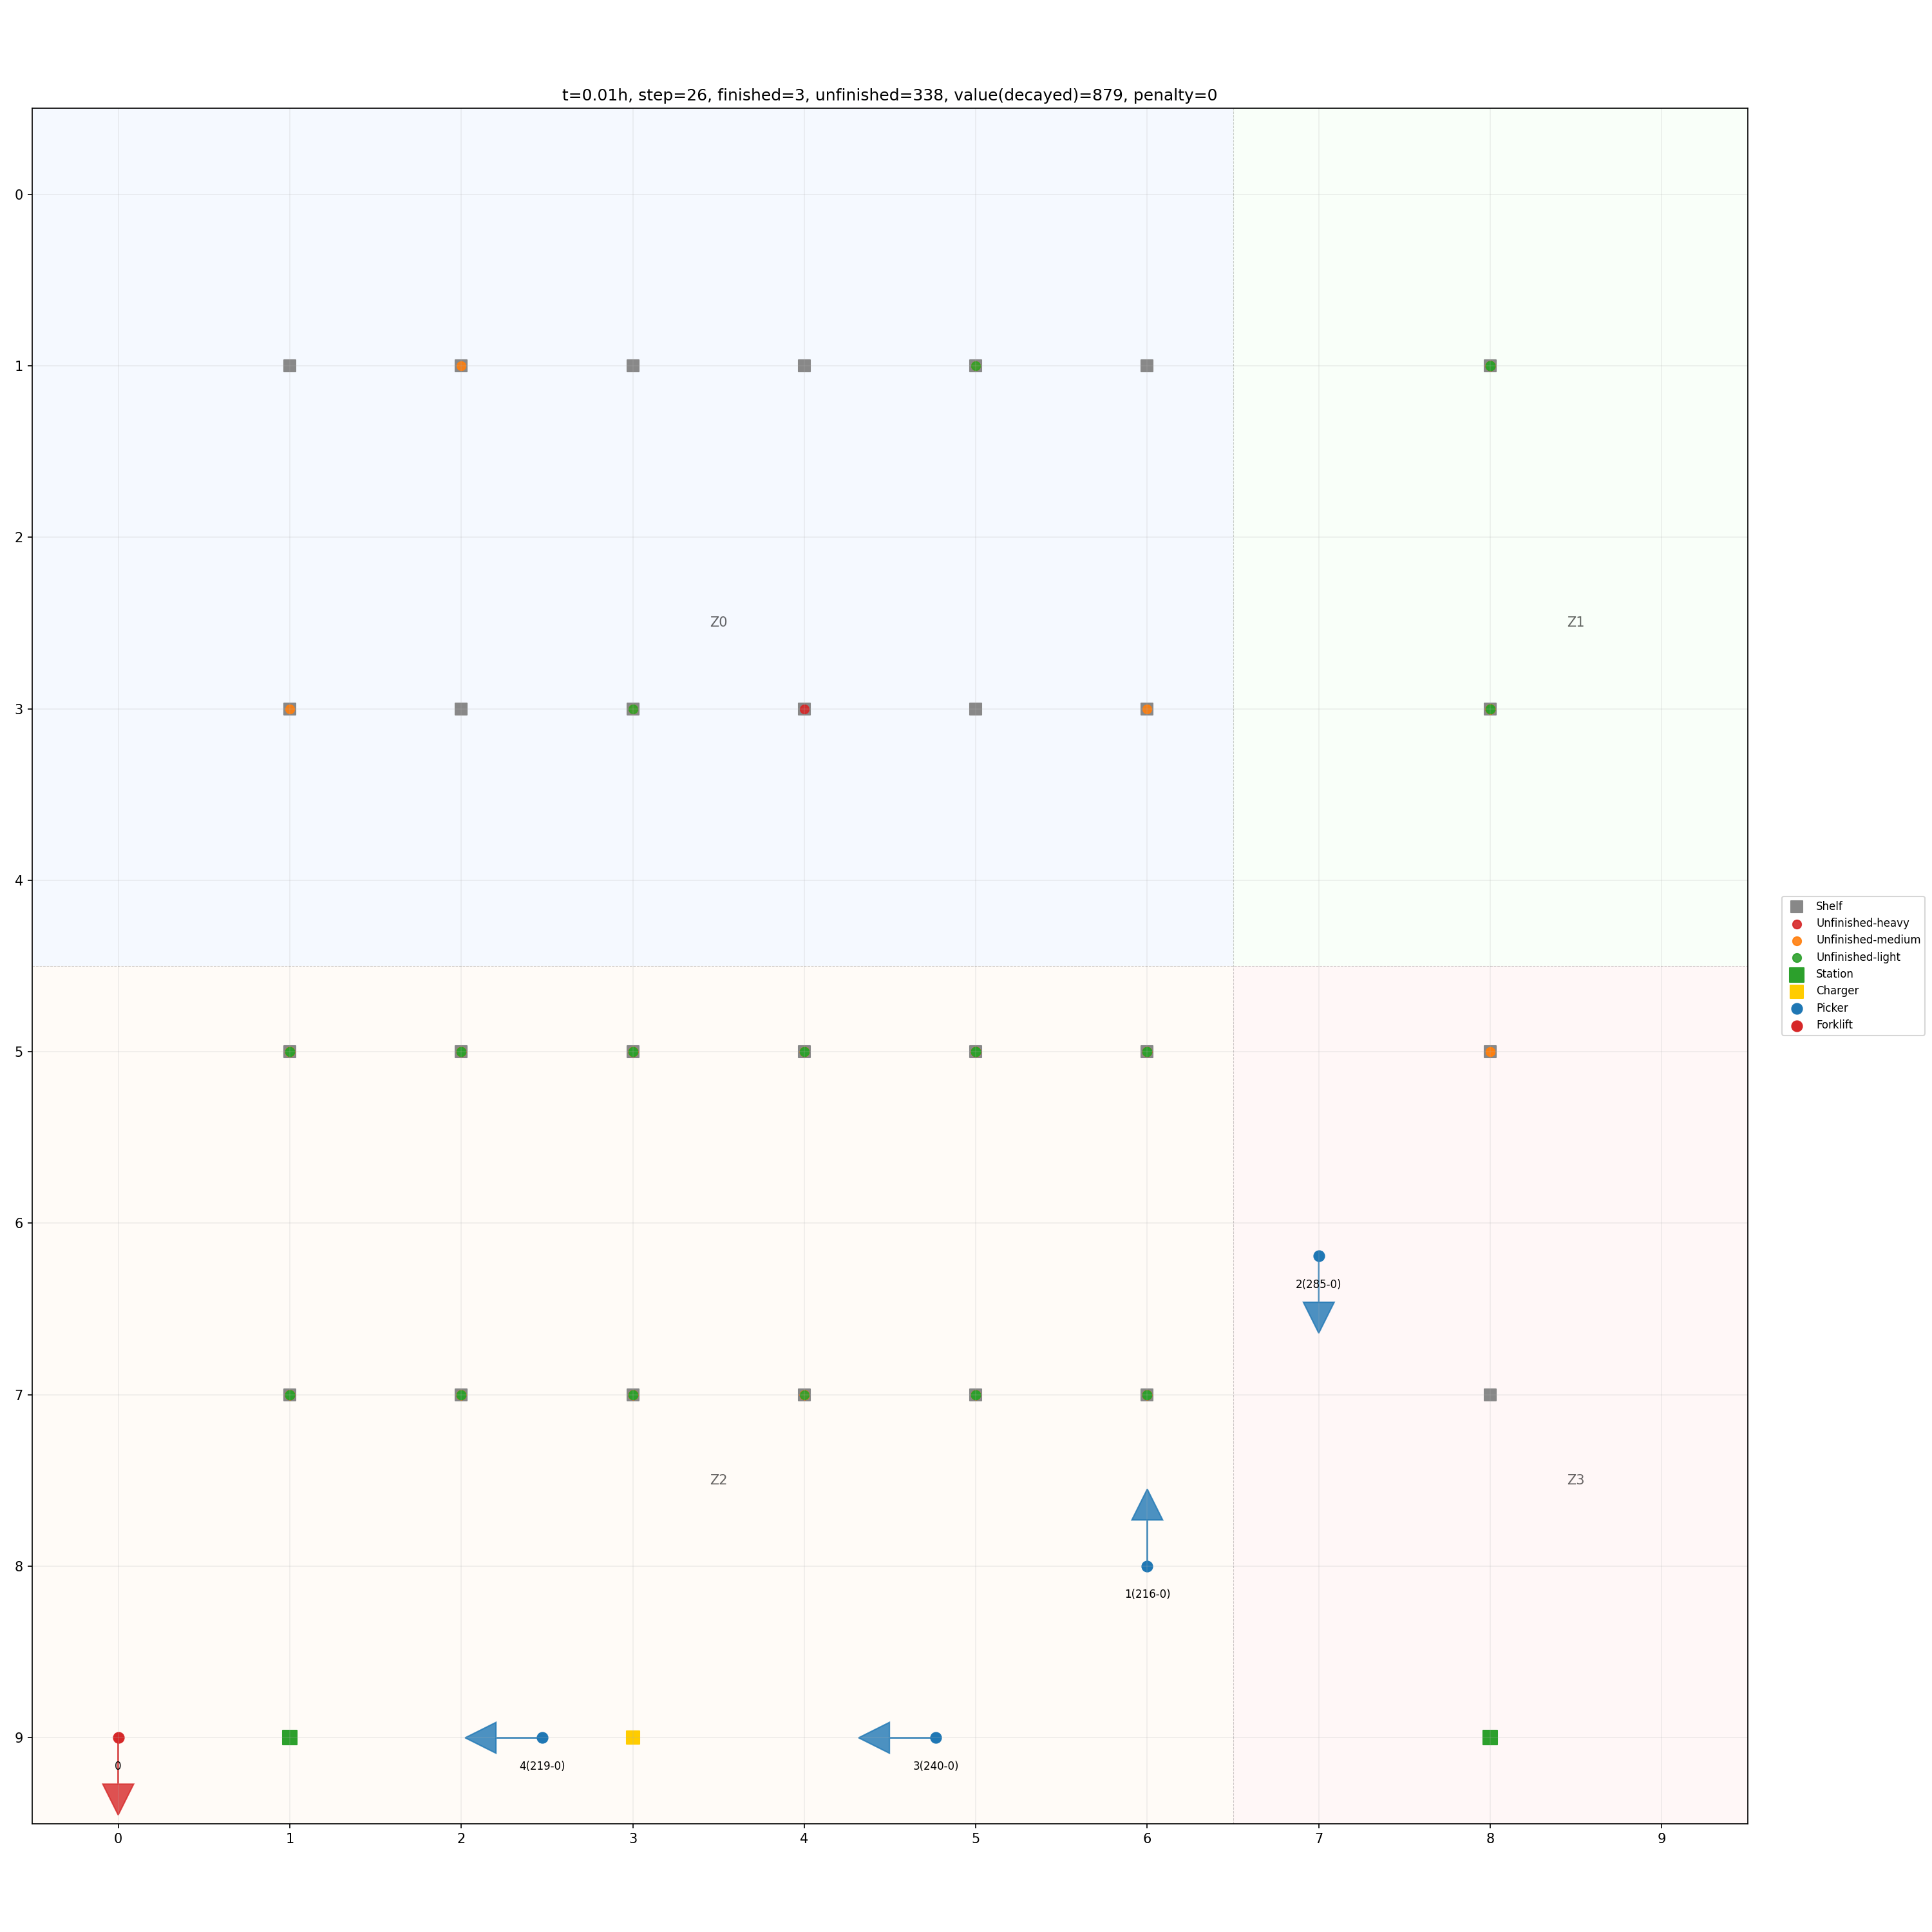 t=0.01h, step=26, finished=3, unfinished=338, value(decayed)=879, penalty=0
0
1
2
Z0
Z1
3
4
Shelf
Unfinished-heavy
Unfinished-medium
Unfinished-light
Station
Charger
Picker
Forklift
5
6
2(285-0)
7
Z2
Z3
8
1(216-0)
9
0
4(219-0)
3(240-0)
0 1 2 3 4 5 6 7 8 9